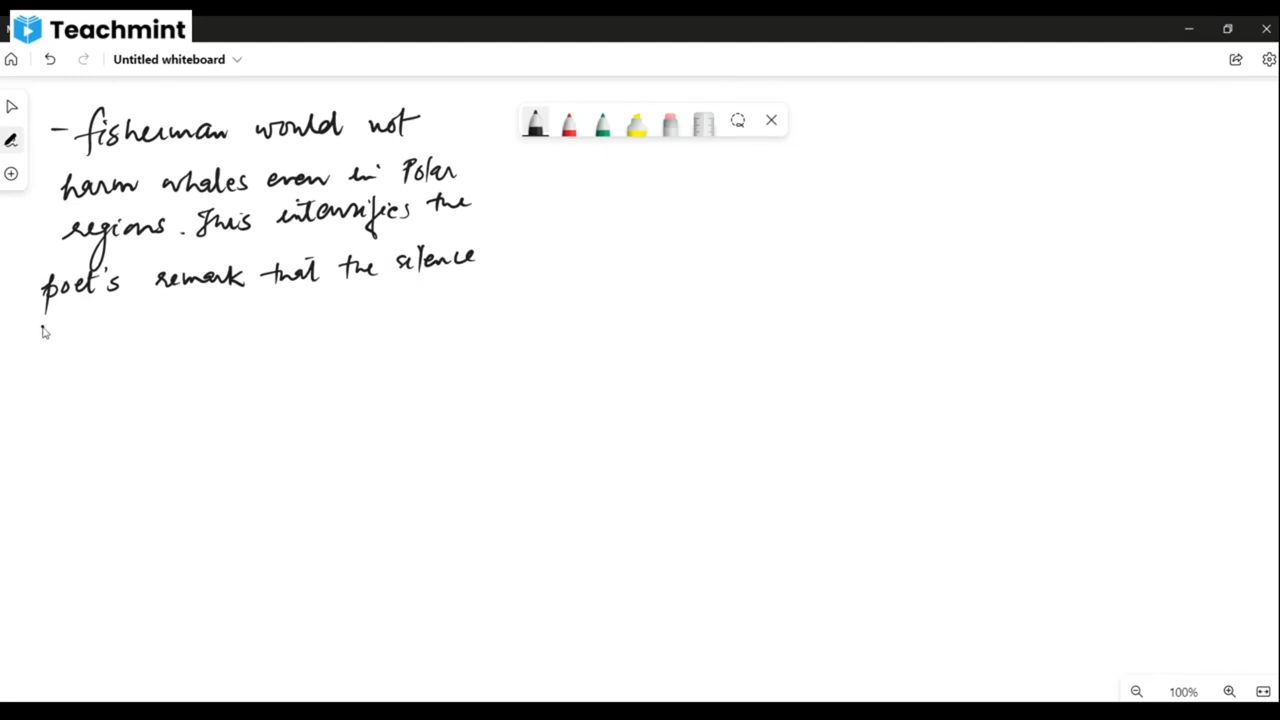 Teachmint
Untitled whiteboard
- fisherman would not
harm whales even in Polar
regions. This intensifies the
poet's remark that the silence
100%